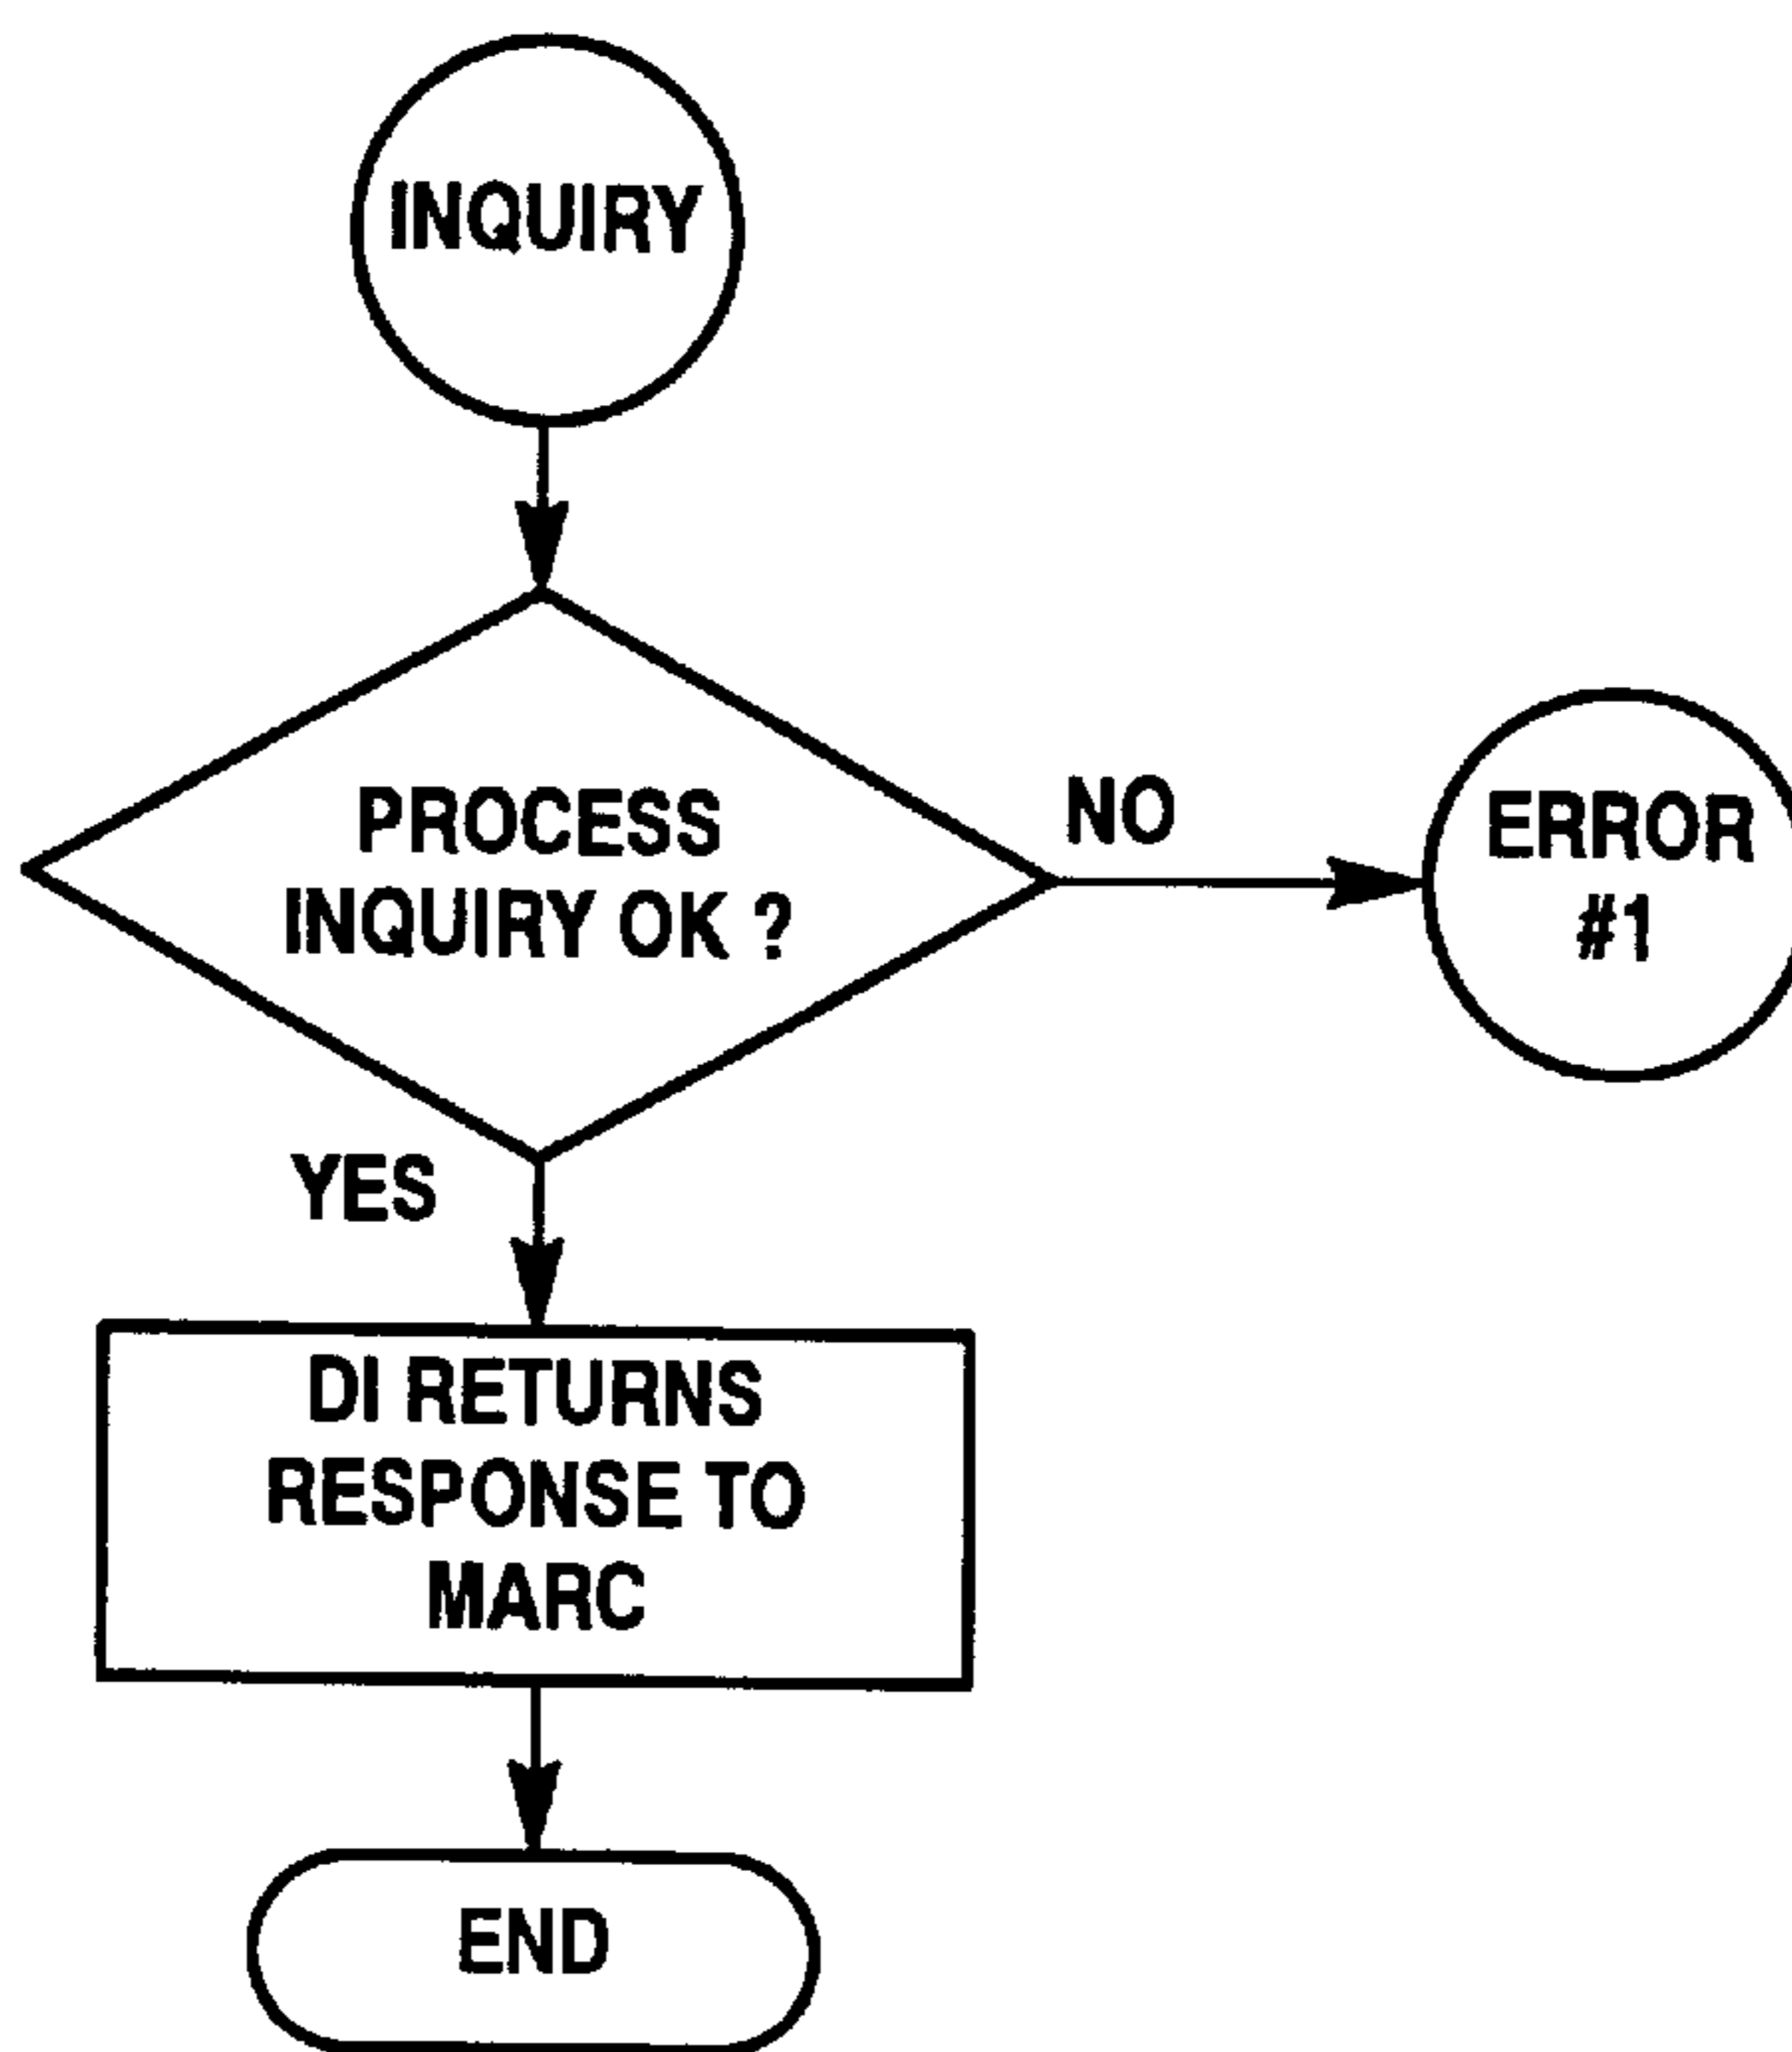 INQUIRY
PROCESS
INQUIRY OK ?
NO
ERROR
#1
YES
DI RETURNS
RESPONSE TO
MARC
END